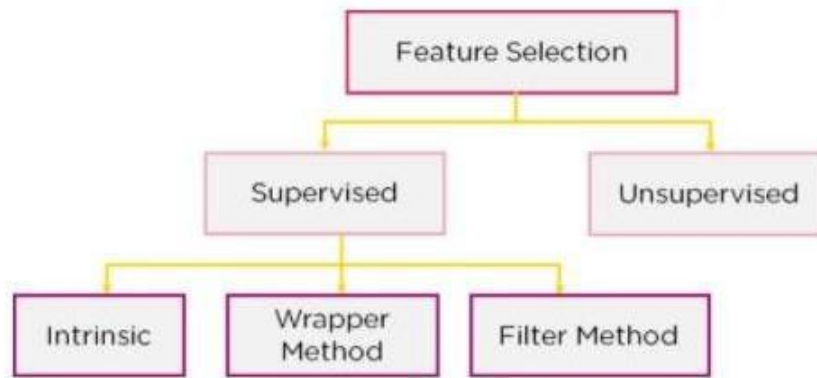 Feature Selection
Supervised
Unsupervised
Intrinsic
Wrapper
Method
Filter Method